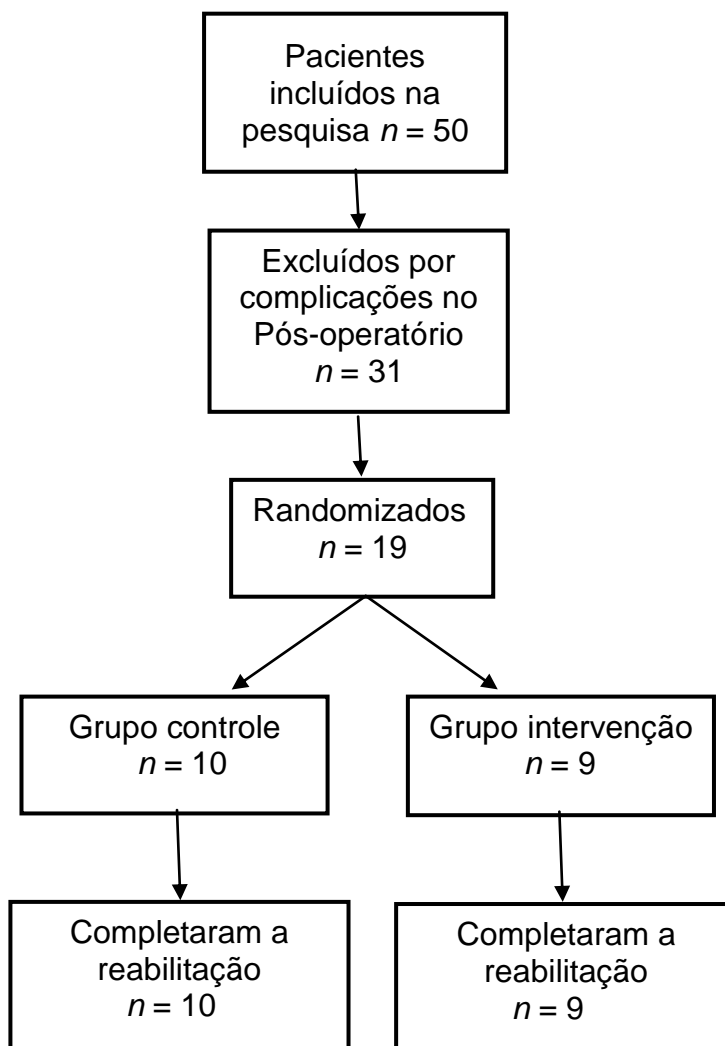 Pacientes
incluídos na
pesquisa n = 50
Excluídos por
complicações no
Pós-operatório
n = 31
Randomizados
n = 19
Grupo controle
n = 10
Grupo intervenção
n = 9
Completaram a
reabilitação
n = 10
Completaram a
reabilitação
n = 9